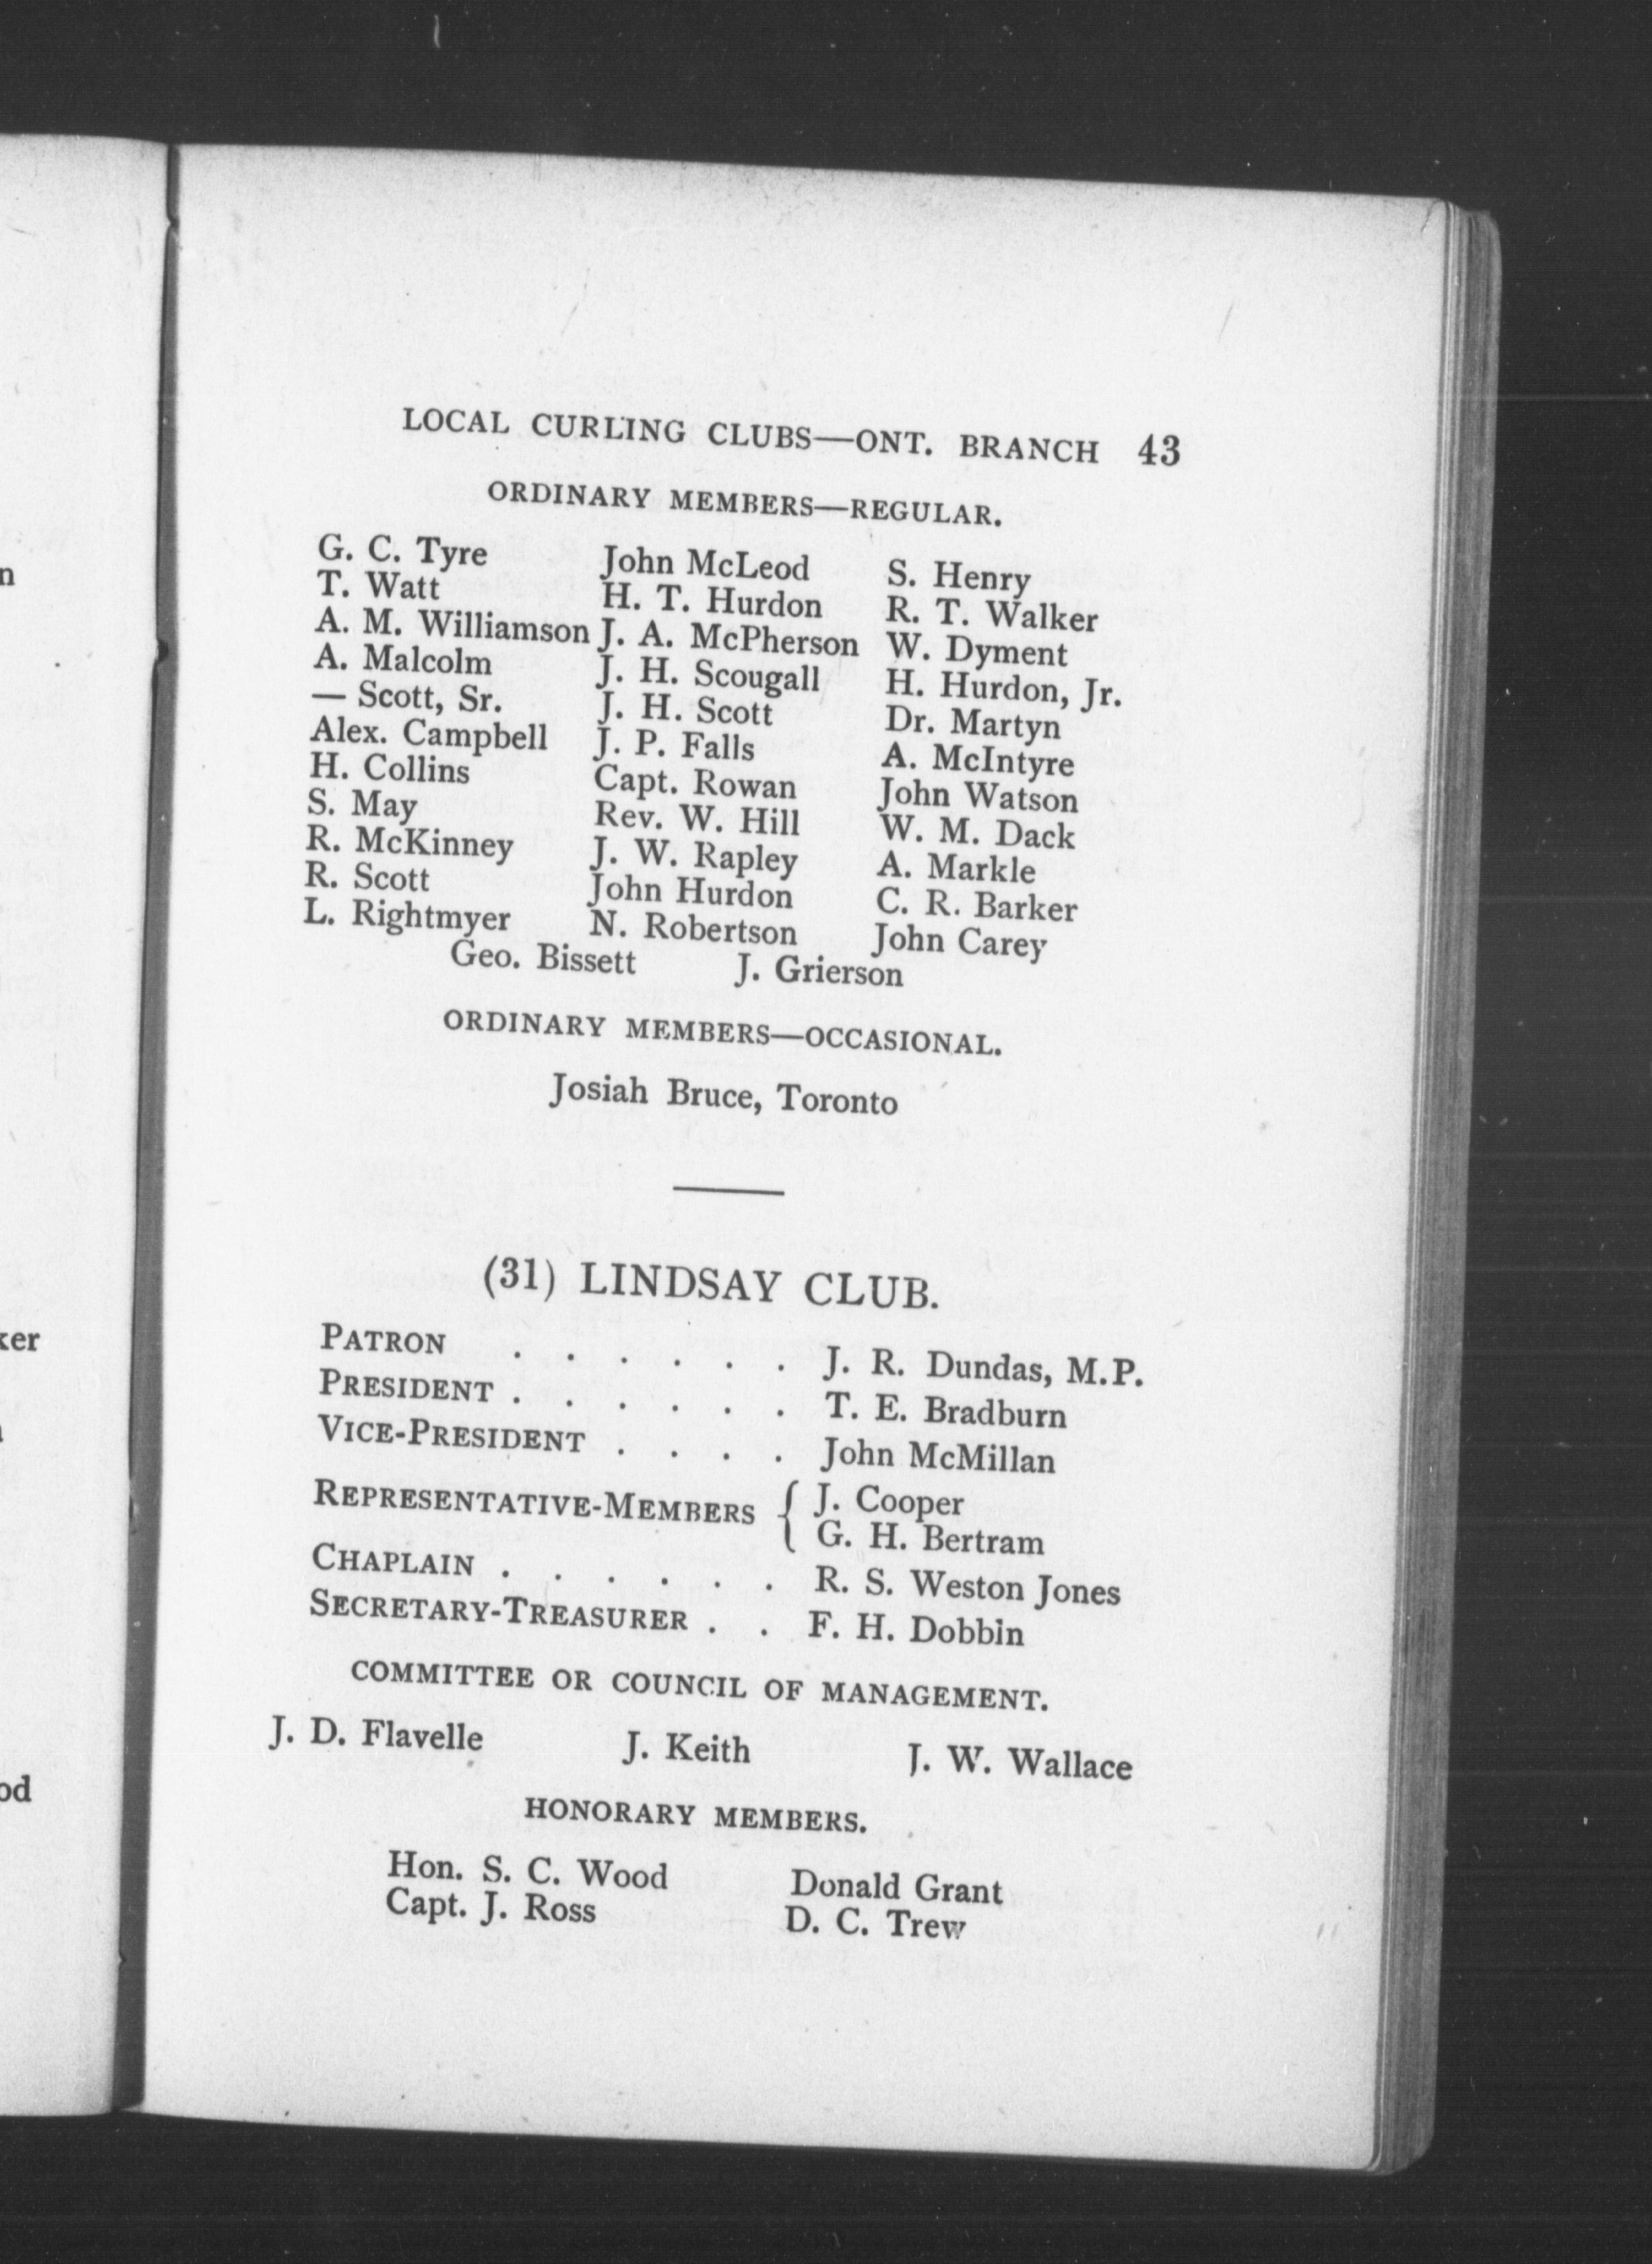 LOCAL CURLING CLUBS—ONT. BRANCH 43
ORDINARY MEMBERS—REGULAR.
G. C. Tyre John McLeod S. Henry
T. Watt H. T. Hurdon R. T. Walker
A. M. Williamson J. A. McPherson W. Dyment
A. Malcolm J. H. Scougall H. Hurdon, Jr.
— Scott, Sr. J. H. Scott Dr. Martyn
Alex. Campbell J. P. Falls A. McIntyre
H. Collins Capt. Rowan John Watson
S. May Rev. W. Hill W. M. Dack
R. McKinney J. W. Rapley A. Markle
R. Scott John Hurdon C. R. Barker
L. Rightmyer N. Robertson John Carey
Geo. Bissett J. Grierson
ORDINARY MEMBERS—OCCASIONAL.
Josiah Bruce, Toronto
(31) LINDSAY CLUB.
PATRON . . . . . . J. R. Dundas, M.P.
PRESIDENT . . . . . . T. E. Bradburn
VICE-PRESIDENT . . . . John McMillan
REPRESENTATIVE-MEMBERS { J. Cooper
G. H. Bertram
CHAPLAIN . . . . . . R. S. Weston Jones
SECRETARY-TREASURER . . F. H. Dobbin
COMMITTEE OR COUNCIL OF MANAGEMENT.
J. D. Flavelle J. Keith J. W. Wallace
HONORARY MEMBERS.
Hon. S. C. Wood Donald Grant
Capt. J. Ross D. C. Trew